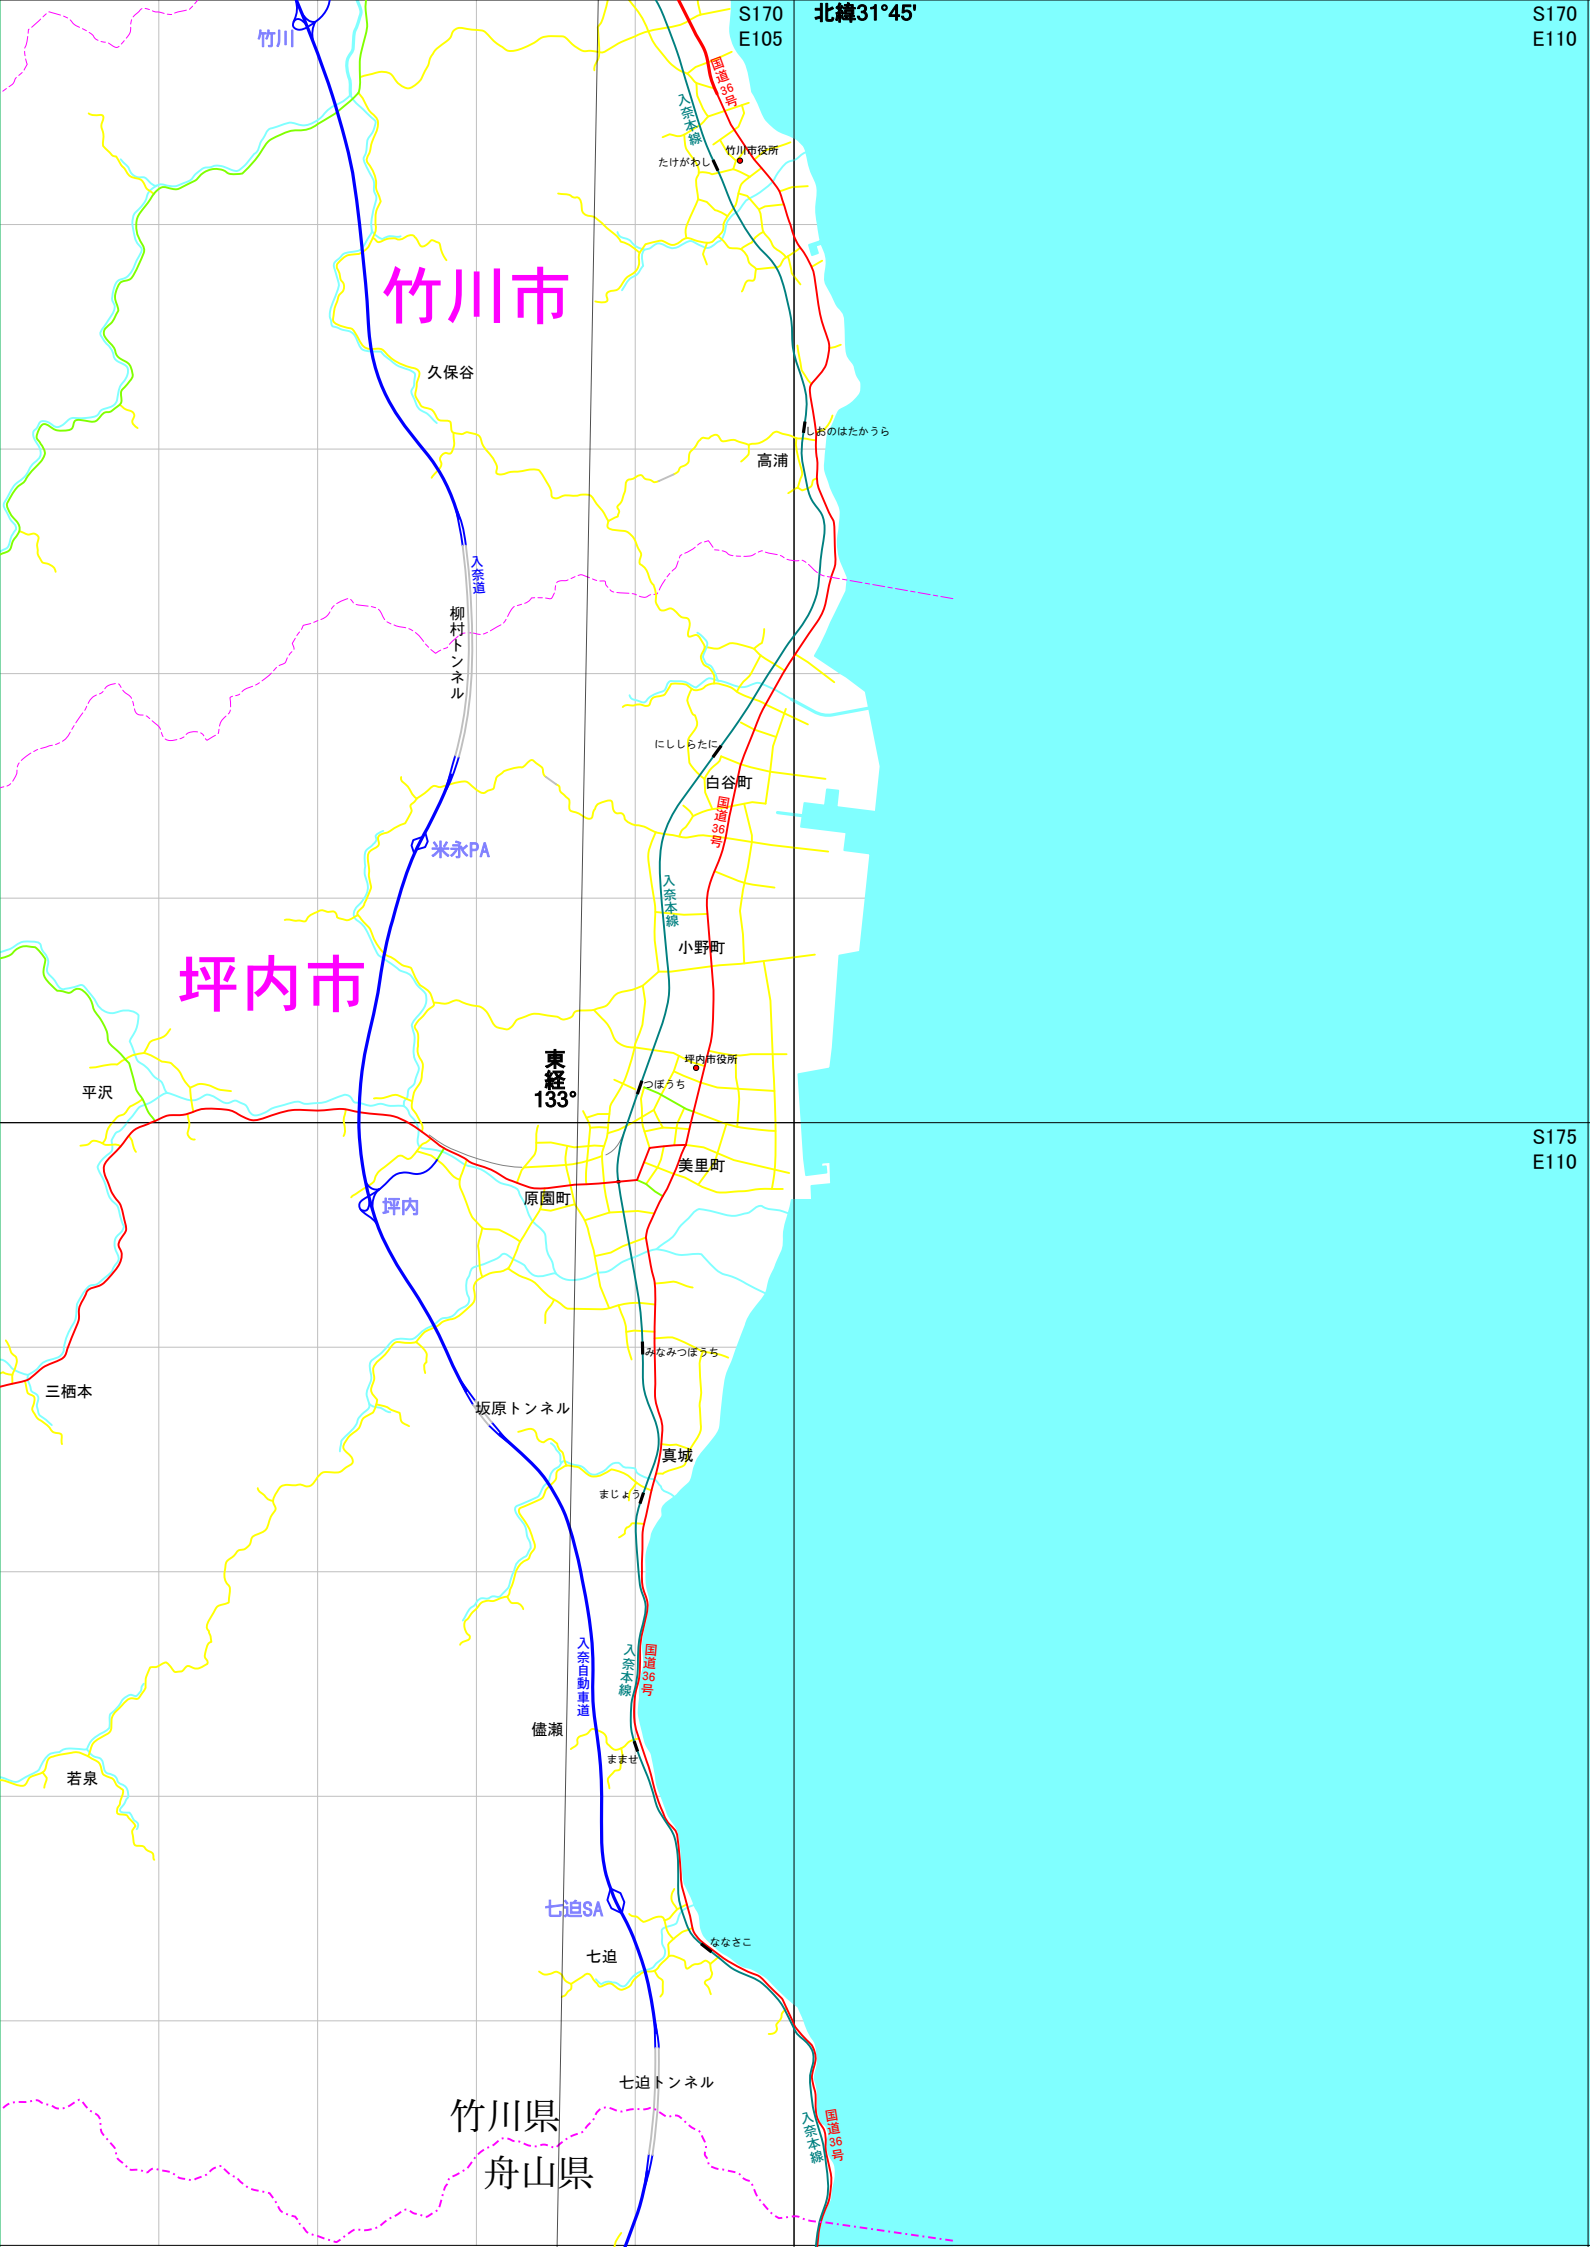 S170
E105
北緯31°45'
S170
E110
竹川
国道36号
入奈本線
竹川市役所
たけがわし
竹川市
久保谷
しおのはたかうら
高浦
入奈道
柳村トンネル
にししらたに
白谷町
国道36号
米永PA
入奈本線
小野町
坪内市
東経
133°
坪内市役所
つぼうち
平沢
S175
E110
美里町
原園町
坪内
みなみつぼうち
三栖本
坂原トンネル
真城
まじょう
入奈自動車道
入奈本線
国道36号
儘瀬
まませ
若泉
七迫SA
ななさこ
七迫
七迫トンネル
竹川県
舟山県
入奈本線
国道36号